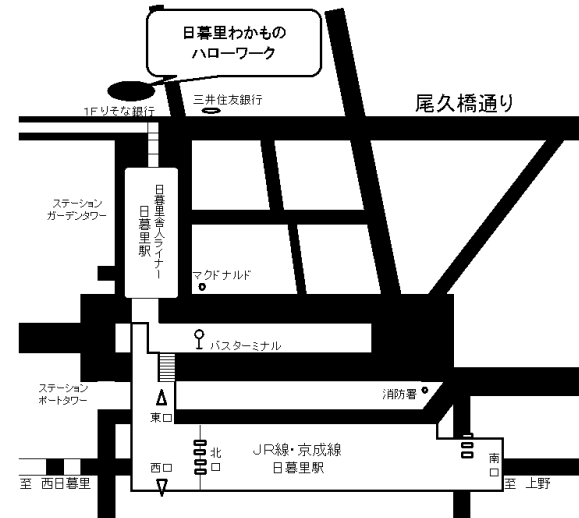 日暮里わかもの
ハローワーク
1Fりそな銀行
三井住友銀行
尾久橋通り
ステーション
ガーデンタワー
日暮里舎人ライナー
日暮里駅
マクドナルド
バスターミナル
ステーション
ポートタワー
消防署
東口
西口
北口
JR線・京成線
日暮里駅
南口
至 西日暮里
至 上野